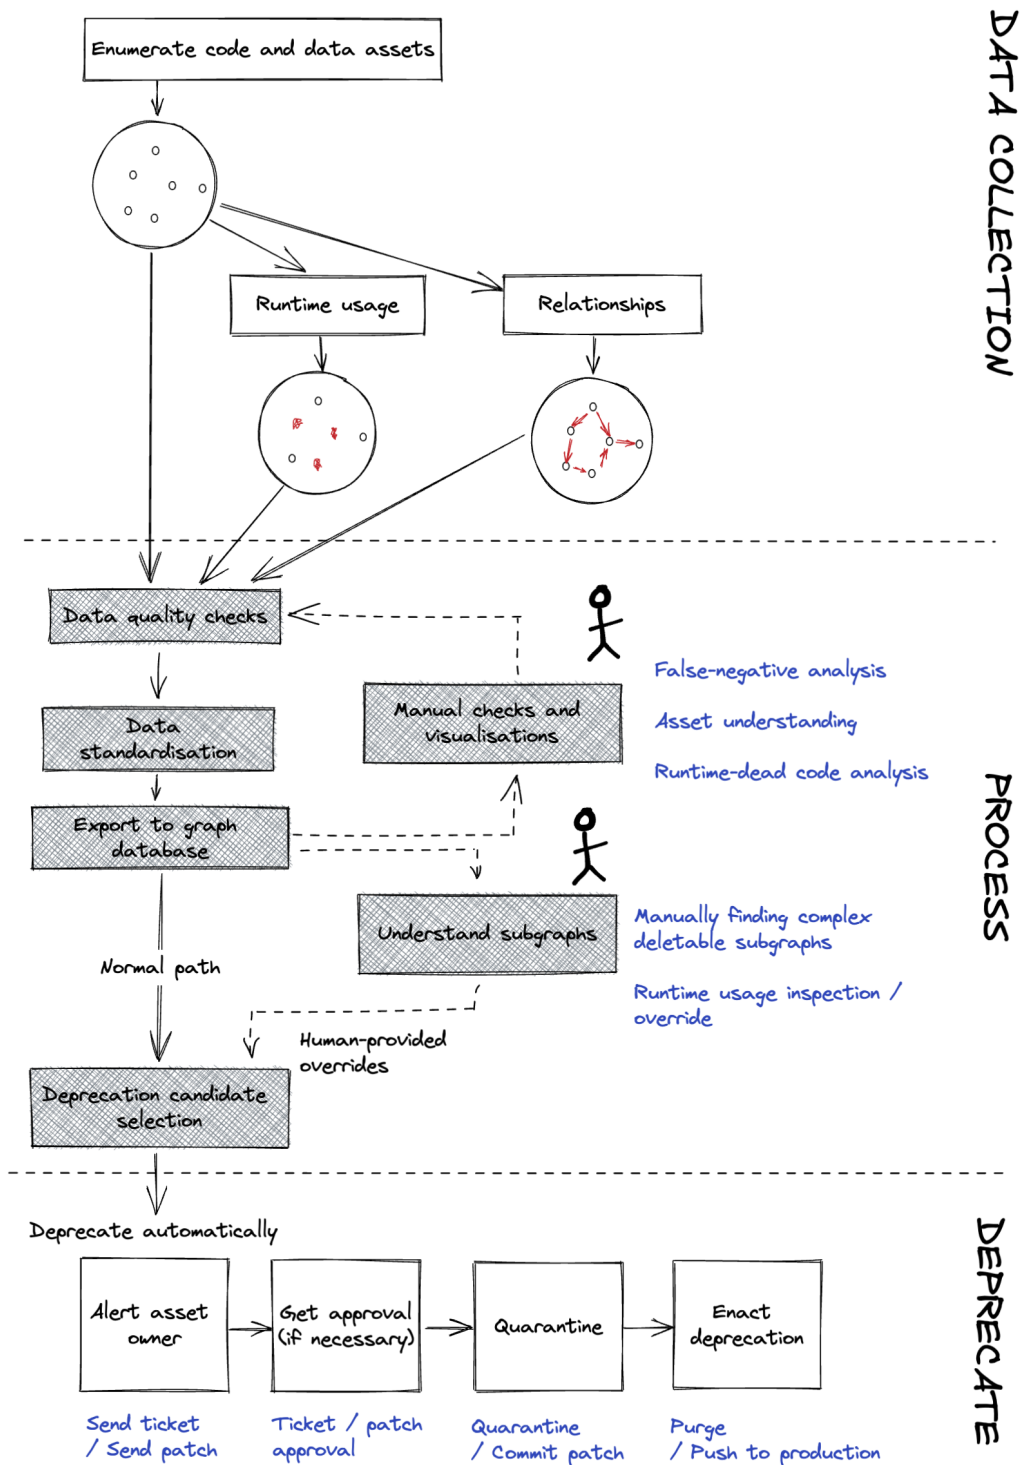 Enumerate code and data assets
DATA COLLECTION
Runtime usage
Relationships
Data quality checks
Manual checks and
visualisations
False-negative analysis
Asset understanding
Runtime-dead code analysis
Data
standardisation
Export to graph
database
PROCESS
Understand subgraphs
Manually finding complex
deletable subgraphs
Runtime usage inspection /
override
Normal path
Human-provided
overrides
Deprecation candidate
selection
Deprecate automatically
DEPRECATE
Alert asset
owner
Get approval
(if necessary)
Quarantine
Enact
deprecation
Send ticket
/ Send patch
Ticket / patch
approval
Quarantine
/ Commit patch
Purge
/ Push to production